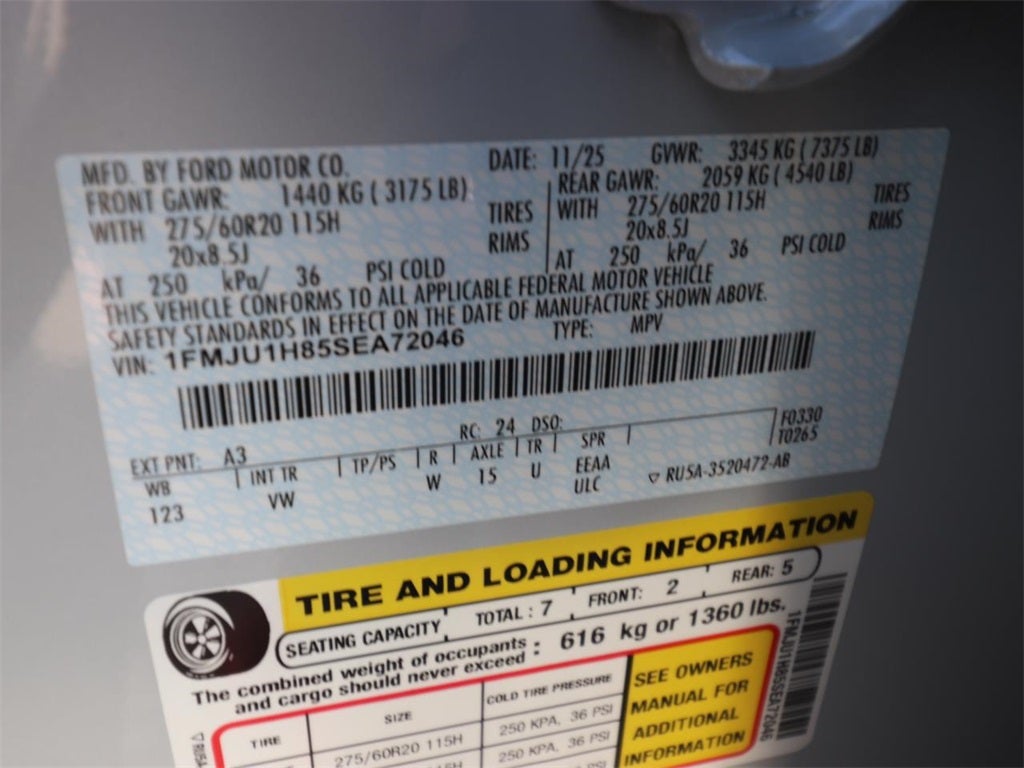 MFD. BY FORD MOTOR CO. DATE: 11/25 GVWR: 3345 KG ( 7375 LB)
FRONT GAWR: 1440 KG ( 3175 LB) REAR GAWR: 2059 KG ( 4540 LB)
WITH 275/60R20 115H TIRES WITH 275/60R20 115H TIRES
20x8.5J RIMS 20x8.5J RIMS
AT 250 kPa/ 36 PSI COLD AT 250 kPa/ 36 PSI COLD
THIS VEHICLE CONFORMS TO ALL APPLICABLE FEDERAL MOTOR VEHICLE
SAFETY STANDARDS IN EFFECT ON THE DATE OF MANUFACTURE SHOWN ABOVE.
VIN: 1FMJU1H85SEA72046 TYPE: MPV
EXT PNT: A3 RC: 24 DSO: F0330
WB INT TR TP/PS R AXLE TR SPR T0265
123 VW W 15 U EEAA
ULC ▽ RU5A-3520472-AB
TIRE AND LOADING INFORMATION
SEATING CAPACITY TOTAL : 7 FRONT: 2 REAR: 5
The combined weight of occupants
and cargo should never exceed : 616 kg or 1360 lbs.
TIRE SIZE COLD TIRE PRESSURE
275/60R20 115H 250 KPA, 36 PSI
250 KPA, 36 PSI
SEE OWNERS
MANUAL FOR
ADDITIONAL
INFORMATION
1FMJU1H85SEA72046
▽ RU5A